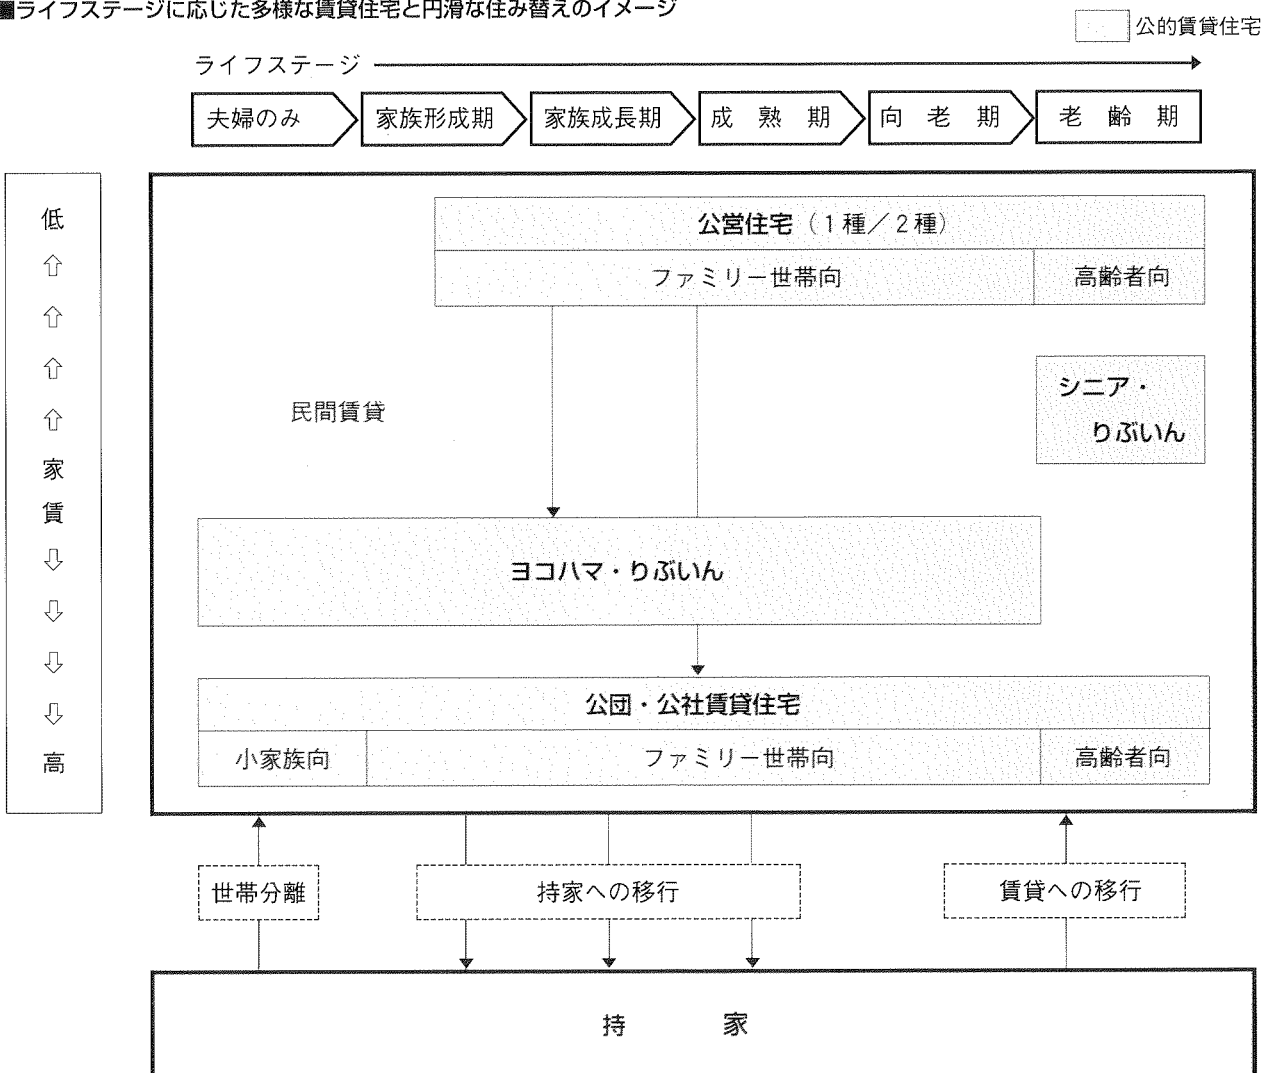 ■ライフステージに応じた多様な賃貸住宅と円滑な住み替えのイメージ
公的賃貸住宅
ライフステージ
夫婦のみ
家族形成期
家族成長期
成熟期
向老期
老齢期
低
⇧
⇧
⇧
⇧
家
賃
⇩
⇩
⇩
⇩
高
公営住宅（1種／2種）
ファミリー世帯向
高齢者向
民間賃貸
シニア・
りぶいん
ヨコハマ・りぶいん
公団・公社賃貸住宅
小家族向
ファミリー世帯向
高齢者向
世帯分離
持家への移行
賃貸への移行
持家